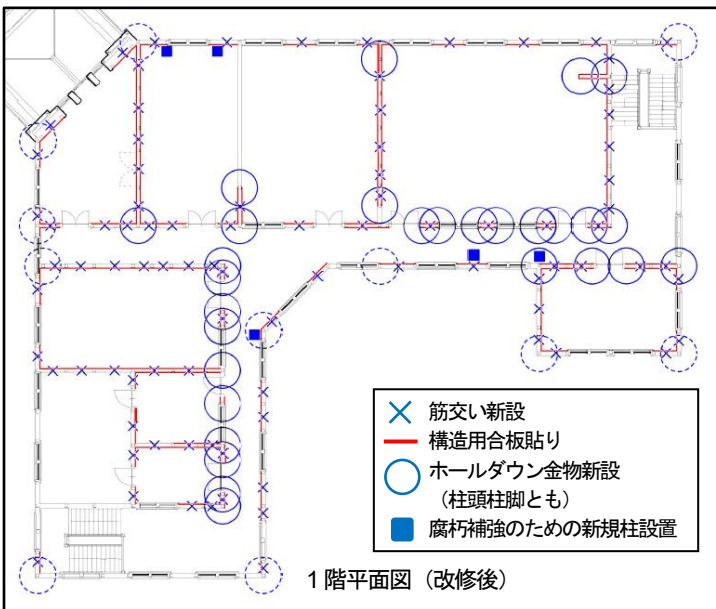 筋交い新設
構造用合板貼り
ホールダウン金物新設
（柱頭柱脚とも）
腐朽補強のための新規柱設置
1階平面図（改修後）